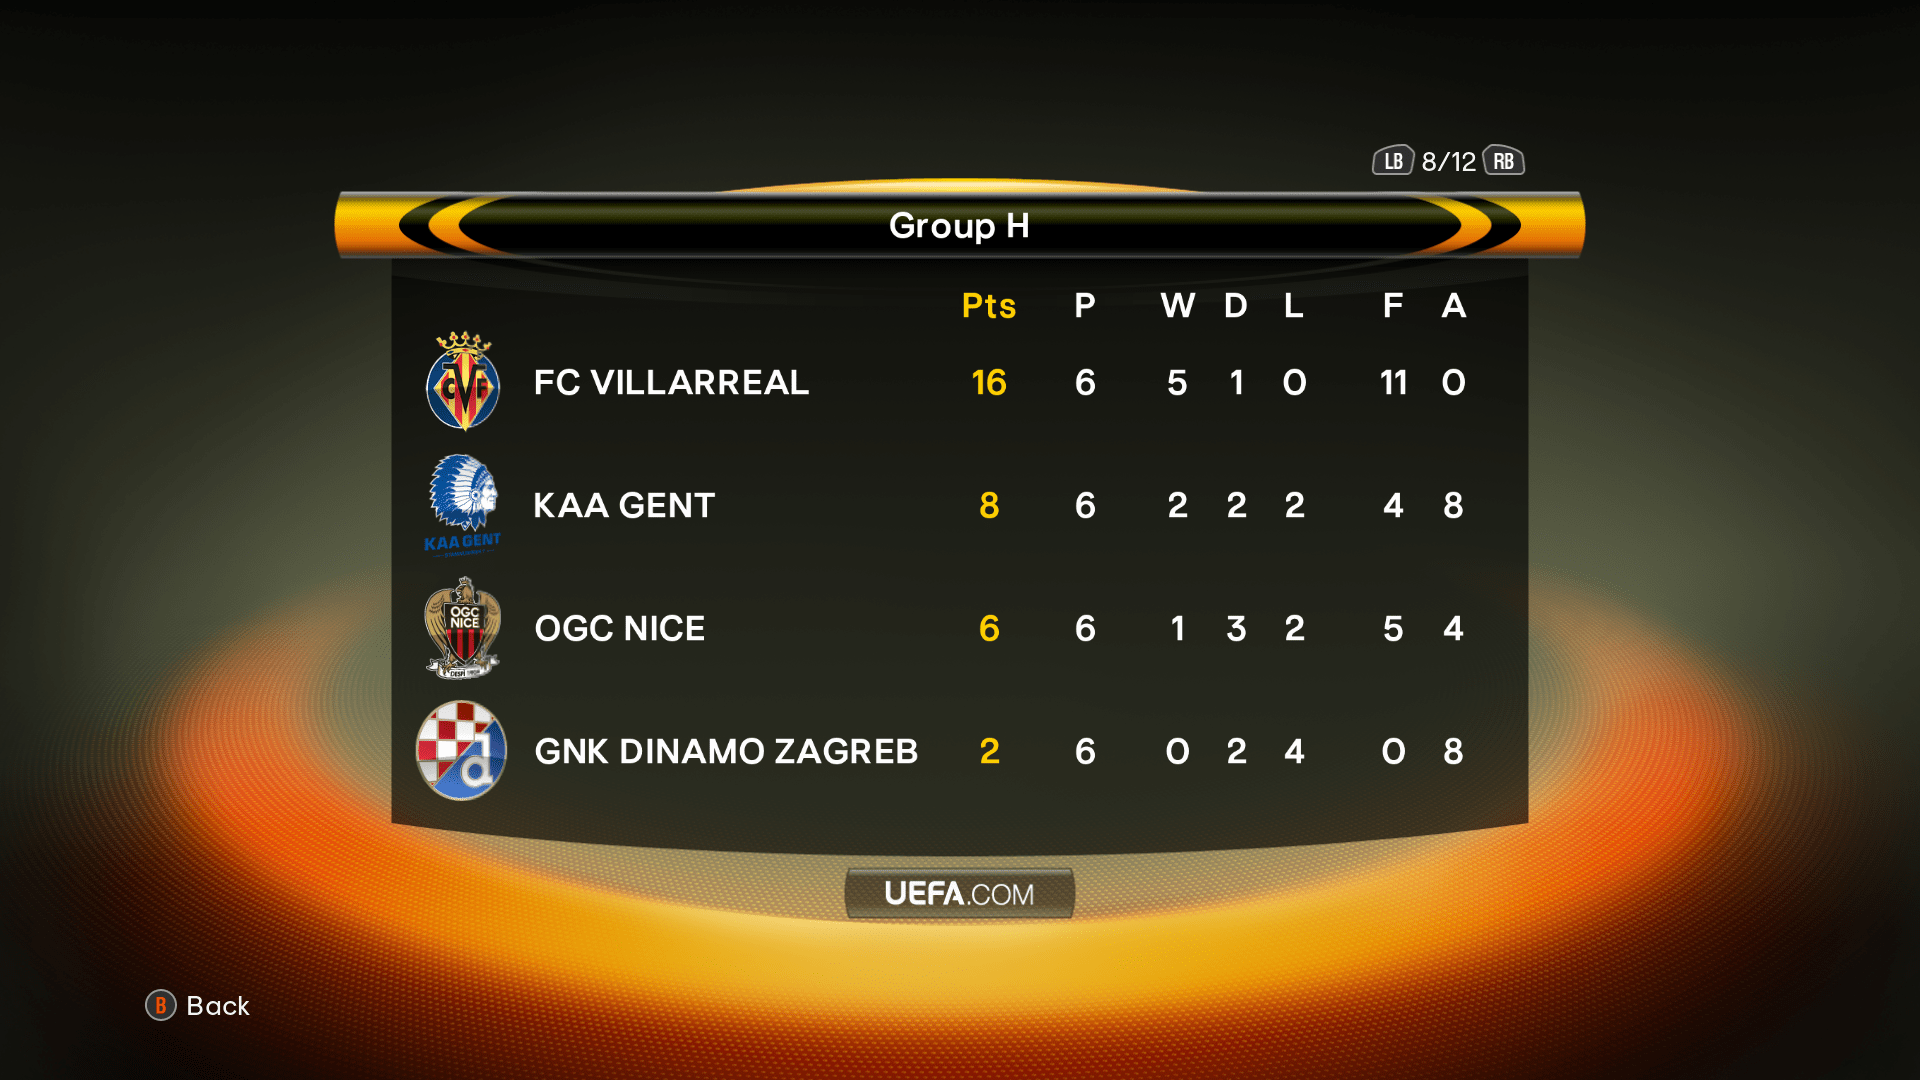 LB 8/12 RB
Group H
Pts P W D L F A
FC VILLARREAL 16 6 5 1 0 11 0
KAA GENT 8 6 2 2 2 4 8
KAA GENT
OGC NICE 6 6 1 3 2 5 4
OGC
NICE
GNK DINAMO ZAGREB 2 6 0 2 4 0 8
d
UEFA.COM
B Back